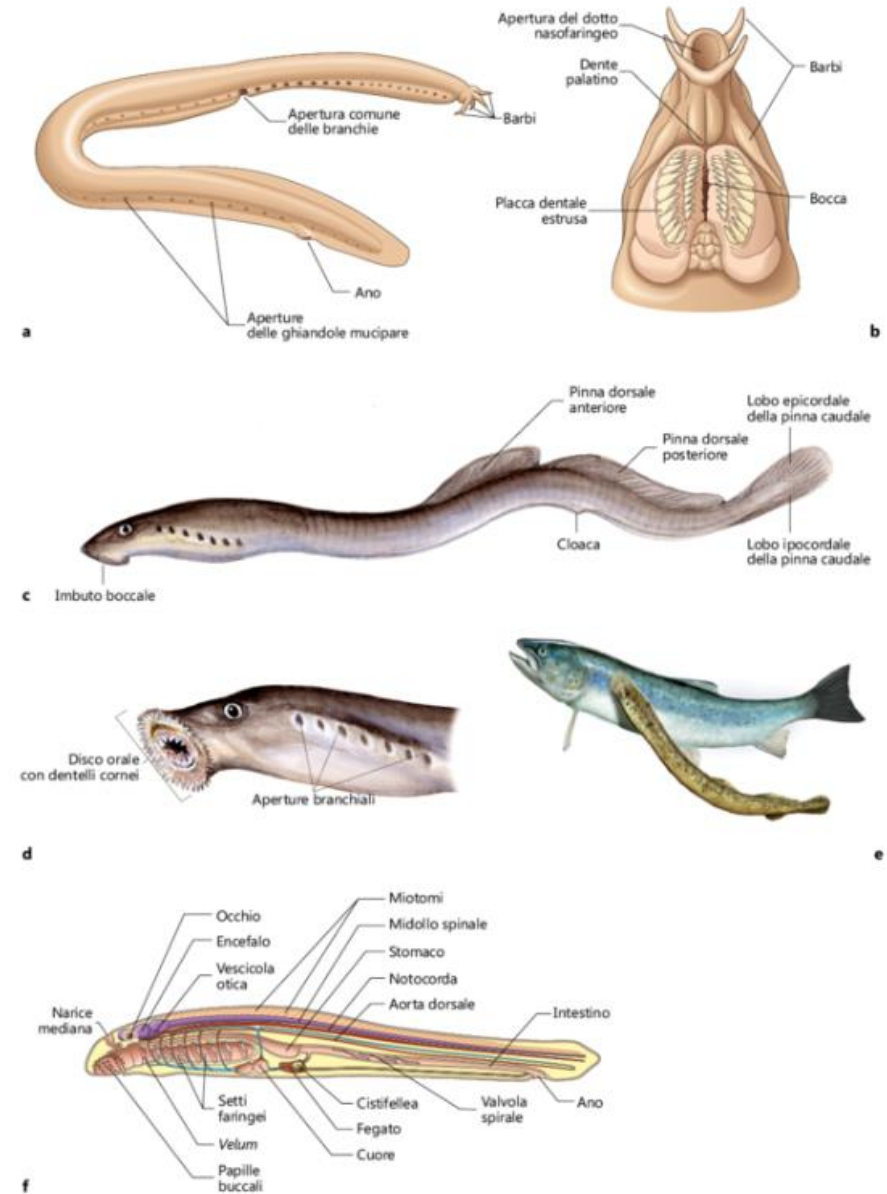 Apertura comune
delle branchie
Barbi
Ano
Aperture
delle ghiandole mucipare
a
Apertura del dotto
nasofaringeo
Dente
palatino
Barbi
Placca dentale
estrusa
Bocca
b
Pinna dorsale
anteriore
Pinna dorsale
posteriore
Lobo epicordale
della pinna caudale
Cloaca
Lobo ipocordale
della pinna caudale
Imbuto boccale
c
Disco orale
con dentelli cornei
Aperture branchiali
d
e
Occhio
Encefalo
Vescicola
otica
Narice
mediana
Miotomi
Midollo spinale
Stomaco
Notocorda
Aorta dorsale
Intestino
Setti
faringei
Velum
Papille
buccali
Cistifellea
Fegato
Cuore
Valvola
spirale
Ano
f